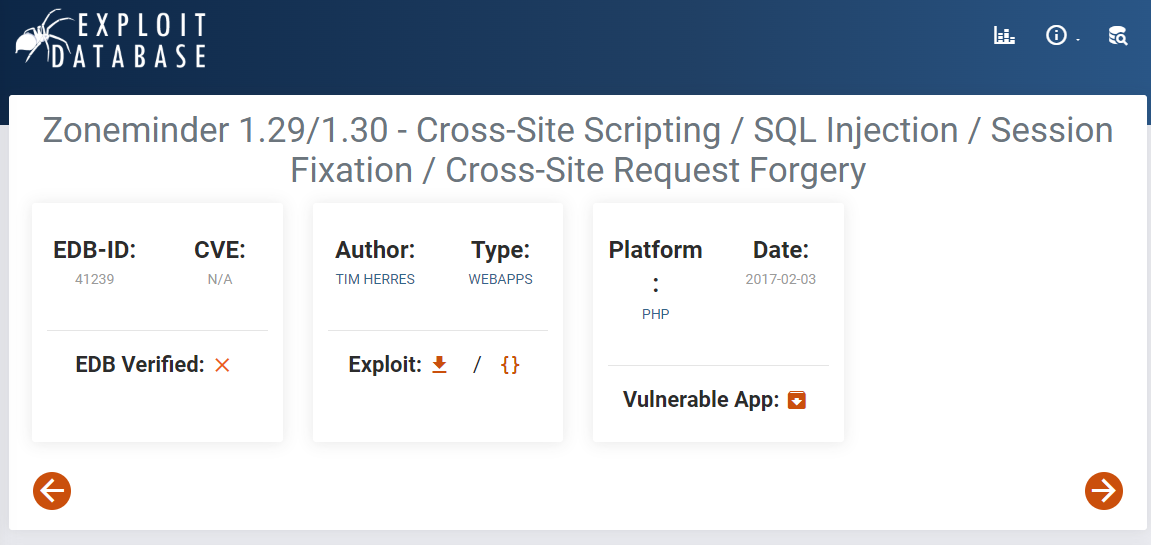 EXPLOIT
DATABASE
Zoneminder 1.29/1.30 - Cross-Site Scripting / SQL Injection / Session
Fixation / Cross-Site Request Forgery
EDB-ID:
41239
CVE:
N/A
EDB Verified:
Author:
TIM HERRES
Type:
WEBAPPS
Exploit: / {}
Platform
:
PHP
Date:
2017-02-03
Vulnerable App: